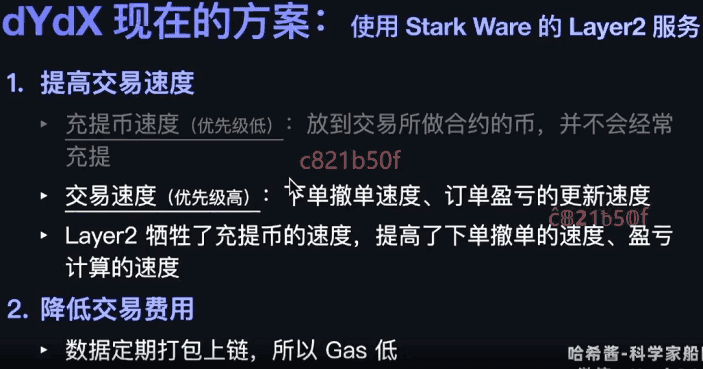 dYdX 现在的方案： 使用 Stark Ware 的 Layer2 服务
1. 提高交易速度
‣ 充提币速度（优先级低）：放到交易所做合约的币，并不会经常
充提
c821b50f
‣ 交易速度（优先级高）：下单撤单速度、订单盈亏的更新速度
c821b50f
‣ Layer2 牺牲了充提币的速度，提高了下单撤单的速度、盈亏
计算的速度
2. 降低交易费用
‣ 数据定期打包上链，所以 Gas 低
哈希酱-科学家船